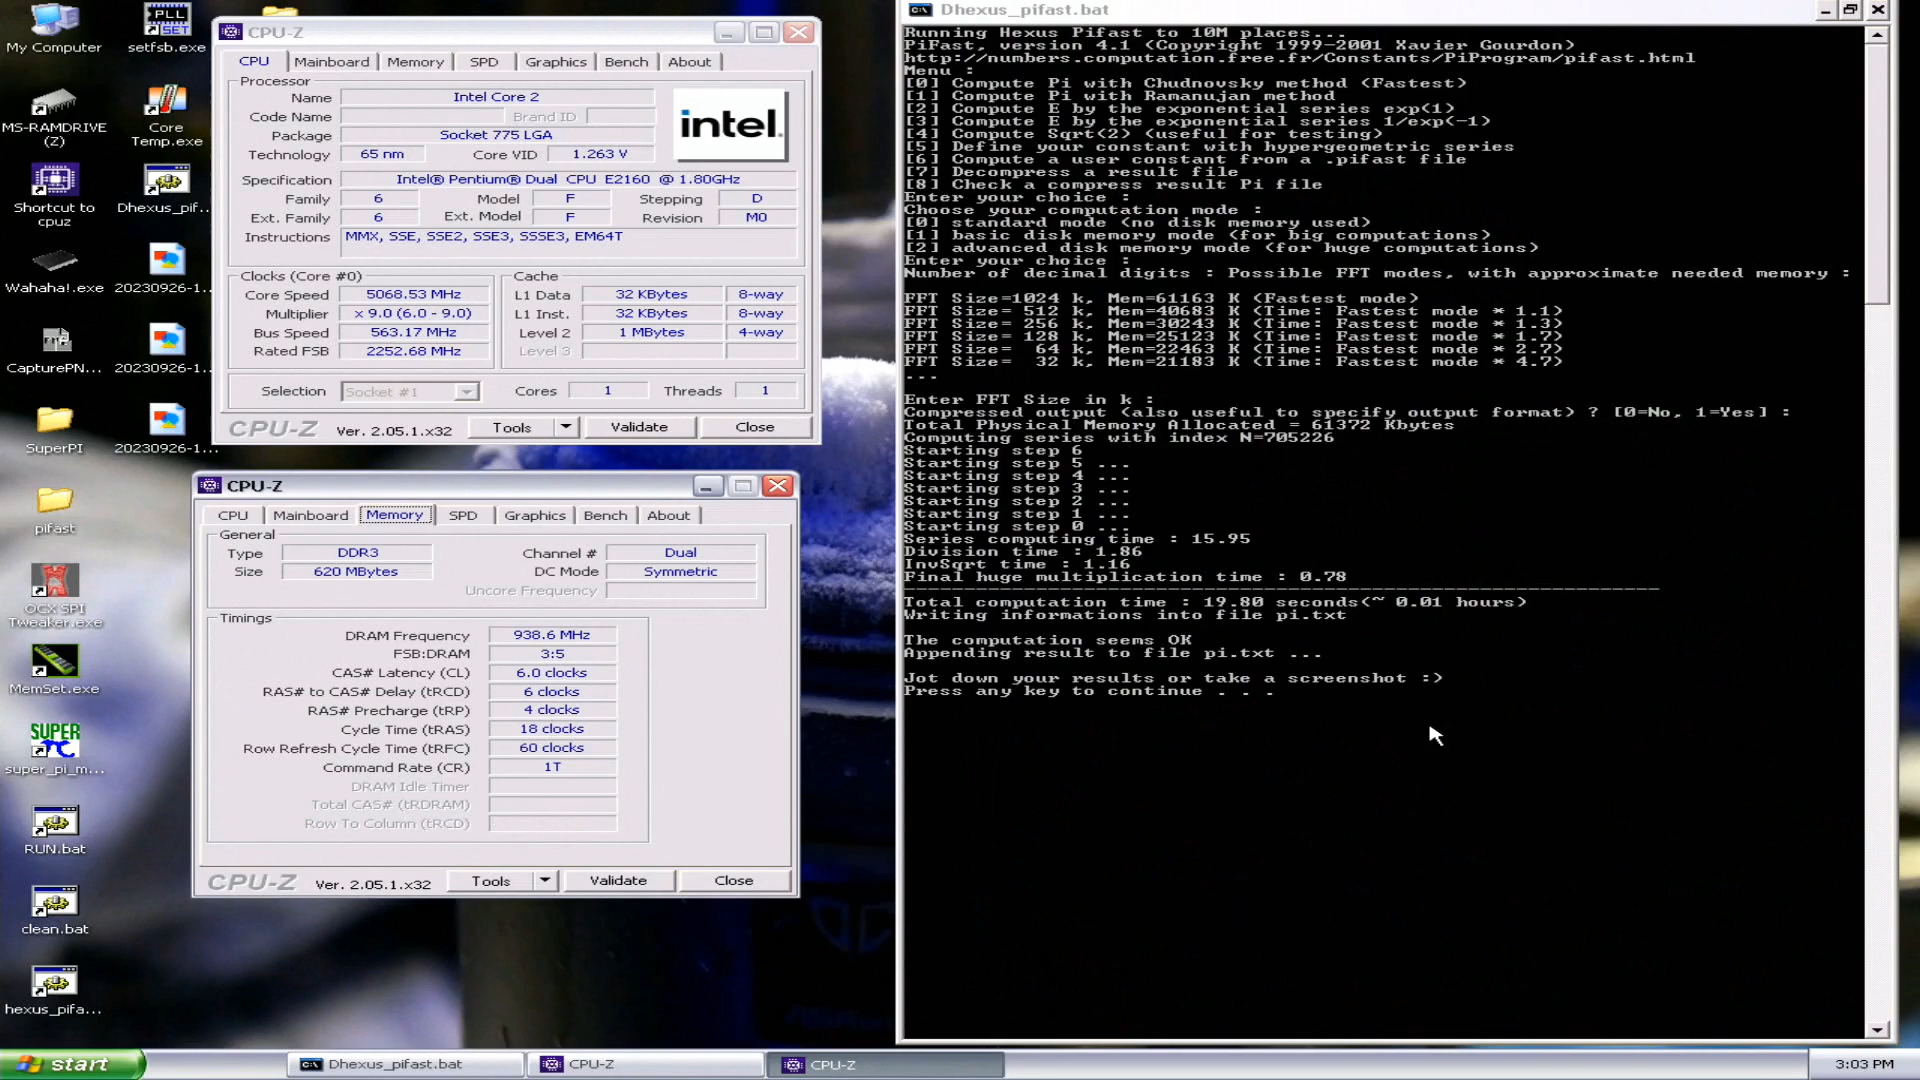 My Computer
setfsb.exe
PLL
SET
MS-RAMDRIVE
(Z)
Core
Temp.exe
Shortcut to
cpuz
Dhexus_pif...
Wahaha!.exe
20230926-1...
CapturePN...
20230926-1...
SuperPI
20230926-1...
pifast
OCX SPI
Tweaker.exe
MemSet.exe
SUPER
super_pi_m...
RUN.bat
clean.bat
hexus_pifa...
CPU-Z
CPU Mainboard Memory SPD Graphics Bench About
Processor
Name Intel Core 2
Code Name Brand ID
Package Socket 775 LGA
Technology 65 nm Core VID 1.263 V
intel.
Specification Intel® Pentium® Dual CPU E2160 @ 1.80GHz
Family 6 Model F Stepping D
Ext. Family 6 Ext. Model F Revision M0
Instructions MMX, SSE, SSE2, SSE3, SSSE3, EM64T
Clocks (Core #0)
Core Speed 5068.53 MHz
Multiplier x 9.0 (6.0 - 9.0)
Bus Speed 563.17 MHz
Rated FSB 2252.68 MHz
Cache
L1 Data 32 KBytes 8-way
L1 Inst. 32 KBytes 8-way
Level 2 1 MBytes 4-way
Level 3
Selection Socket #1 Cores 1 Threads 1
CPU-Z Ver. 2.05.1.x32 Tools Validate Close
CPU-Z
CPU Mainboard Memory SPD Graphics Bench About
General
Type DDR3 Channel # Dual
Size 620 MBytes DC Mode Symmetric
Uncore Frequency
Timings
DRAM Frequency 938.6 MHz
FSB:DRAM 3:5
CAS# Latency (CL) 6.0 clocks
RAS# to CAS# Delay (tRCD) 6 clocks
RAS# Precharge (tRP) 4 clocks
Cycle Time (tRAS) 18 clocks
Row Refresh Cycle Time (tRFC) 60 clocks
Command Rate (CR) 1T
DRAM Idle Timer
Total CAS# (tRDRAM)
Row To Column (tRCD)
CPU-Z Ver. 2.05.1.x32 Tools Validate Close
Dhexus_pifast.bat
Running Hexus Pifast to 10M places...
PiFast, version 4.1 (Copyright 1999-2001 Xavier Gourdon)
http://numbers.computation.free.fr/Constants/PiProgram/pifast.html
Menu :
[0] Compute Pi with Chudnovsky method (Fastest)
[1] Compute Pi with Ramanujan method
[2] Compute E by the exponential series exp(1)
[3] Compute E by the exponential series 1/exp(-1)
[4] Compute Sqrt(2) (useful for testing)
[5] Define your constant with hypergeometric series
[6] Compute a user constant from a .pifast file
[7] Decompress a result file
[8] Check a compress result Pi file
Enter your choice :
Choose your computation mode :
[0] standard mode (no disk memory used)
[1] basic disk memory mode (for big computations)
[2] advanced disk memory mode (for huge computations)
Enter your choice :
Number of decimal digits : Possible FFT modes, with approximate needed memory :
FFT Size=1024 k, Mem=61163 K (Fastest mode)
FFT Size= 512 k, Mem=40683 K (Time: Fastest mode * 1.1)
FFT Size= 256 k, Mem=30243 K (Time: Fastest mode * 1.3)
FFT Size= 128 k, Mem=25123 K (Time: Fastest mode * 1.7)
FFT Size= 64 k, Mem=22463 K (Time: Fastest mode * 2.7)
FFT Size= 32 k, Mem=21183 K (Time: Fastest mode * 4.7)
...
Enter FFT Size in k :
Compressed output (also useful to specify output format) ? [0=No, 1=Yes] :
Total Physical Memory Allocated = 61372 Kbytes
Computing series with index N=705226
Starting step 6
Starting step 5 ...
Starting step 4 ...
Starting step 3 ...
Starting step 2 ...
Starting step 1 ...
Starting step 0 ...
Series computing time : 15.95
Division time : 1.86
InvSqrt time : 1.16
Final huge multiplication time : 0.78
Total computation time : 19.80 seconds(~ 0.01 hours)
Writing informations into file pi.txt
The computation seems OK
Appending result to file pi.txt ...
Jot down your results or take a screenshot :)
Press any key to continue . . .
start
Dhexus_pifast.bat
CPU-Z
CPU-Z
3:03 PM